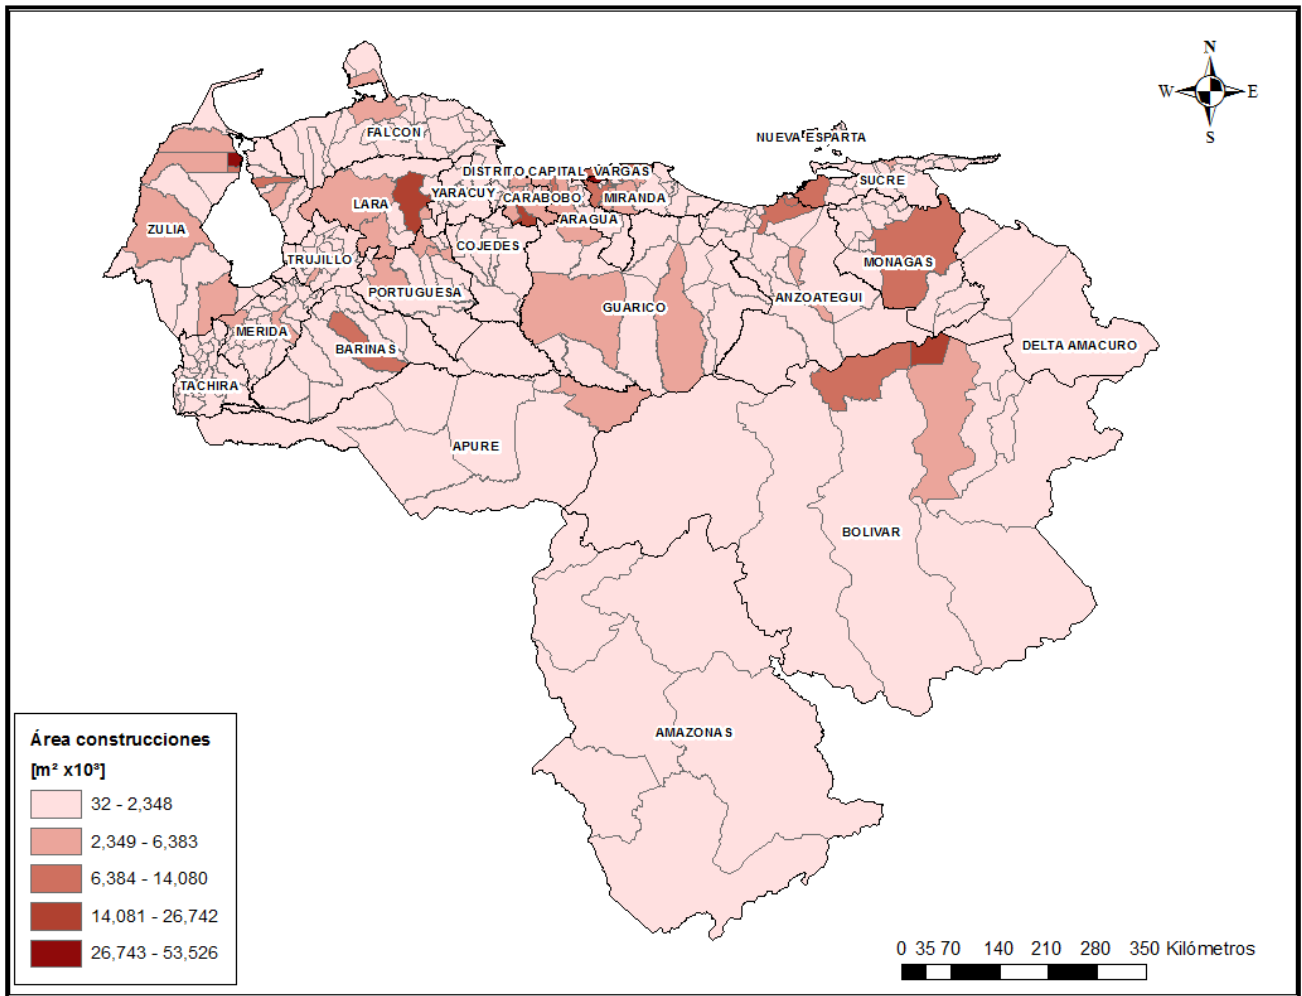 N
W
E
S
NUEVA ESPARTA
FALCON
DISTRITO CAPITAL
VARGAS
SUCRE
YARACUY
CARABOBO
MIRANDA
LARA
ARAGUA
ZULIA
COJEDES
TRUJILLO
MONAGAS
PORTUGUESA
ANZOATEGUI
GUARICO
MERIDA
BARINAS
DELTA AMACURO
TACHIRA
APURE
BOLIVAR
AMAZONAS
Área construcciones
[m² x10³]
32 - 2,348
2,349 - 6,383
6,384 - 14,080
14,081 - 26,742
26,743 - 53,526
0 35 70 140 210 280 350 Kilómetros